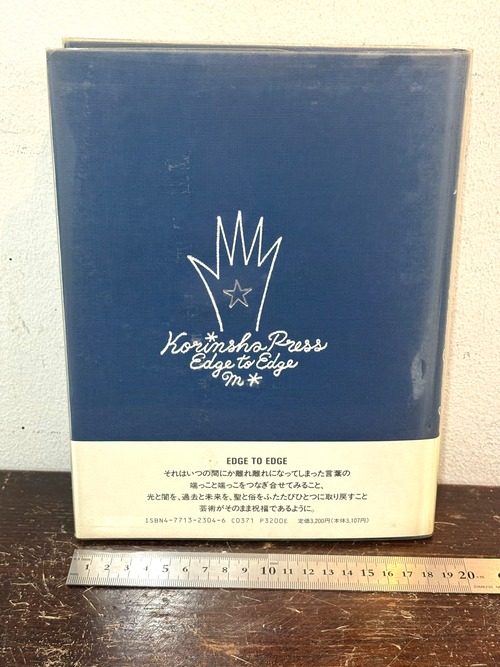 Korinsha Press
Edge to Edge
m *
EDGE TO EDGE
それはいつの間にか離れ離れになってしまった言葉の
端っこと端っこをつなぎ合せてみること、
光と闇を、過去と未来を、聖と俗をふたたびひとつに取り戻すこと
芸術がそのまま祝福であるように。
ISBN4-7713-2304-6 C0371 P3200E 定価3,200円(本体3,107円)
1 2 3 4 5 6 7 8 9 10 11 12 13 14 15 16 17 18 19 20